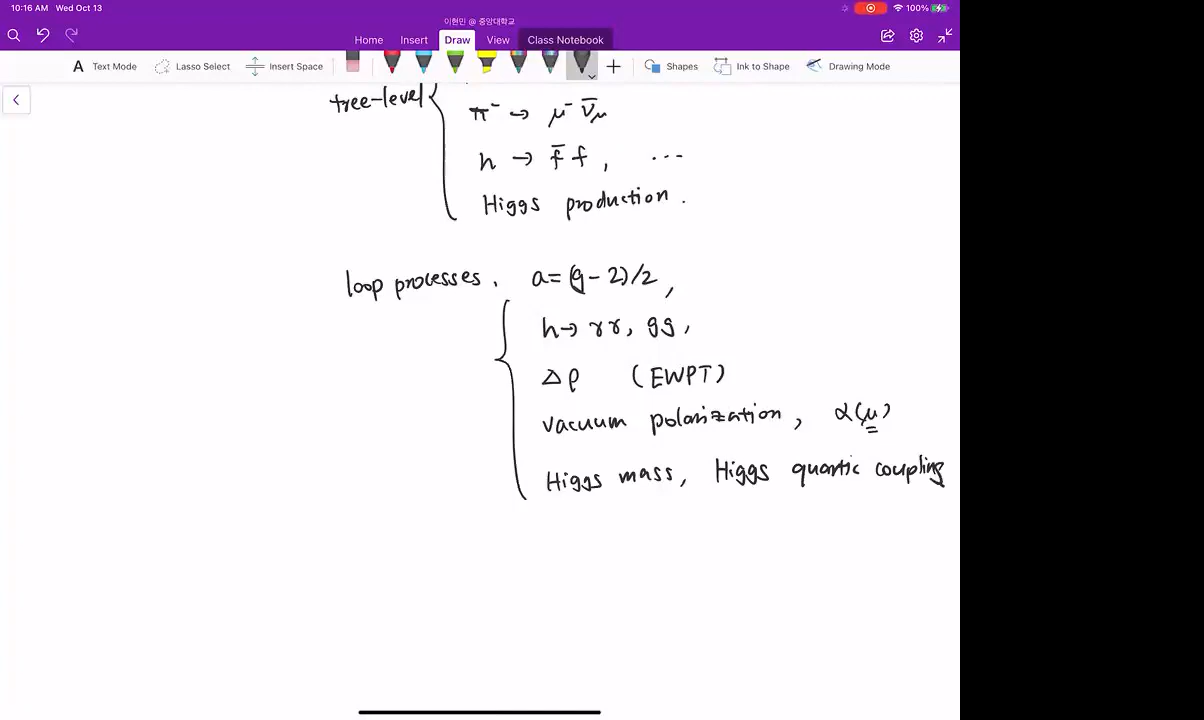 10:16 AM Wed Oct 13
100%
이현민 @ 중앙대학교
Home Insert Draw View Class Notebook
Text Mode Lasso Select Insert Space Shapes Ink to Shape Drawing Mode
tree-level
π⁻ → μ⁻ ν̄μ
h → f̄ f, ...
Higgs production.
loop processes. a = (g - 2)/2,
h → γγ, gg,
Δρ (EWPT)
vacuum polarization, α(μ)
Higgs mass, Higgs quartic coupling